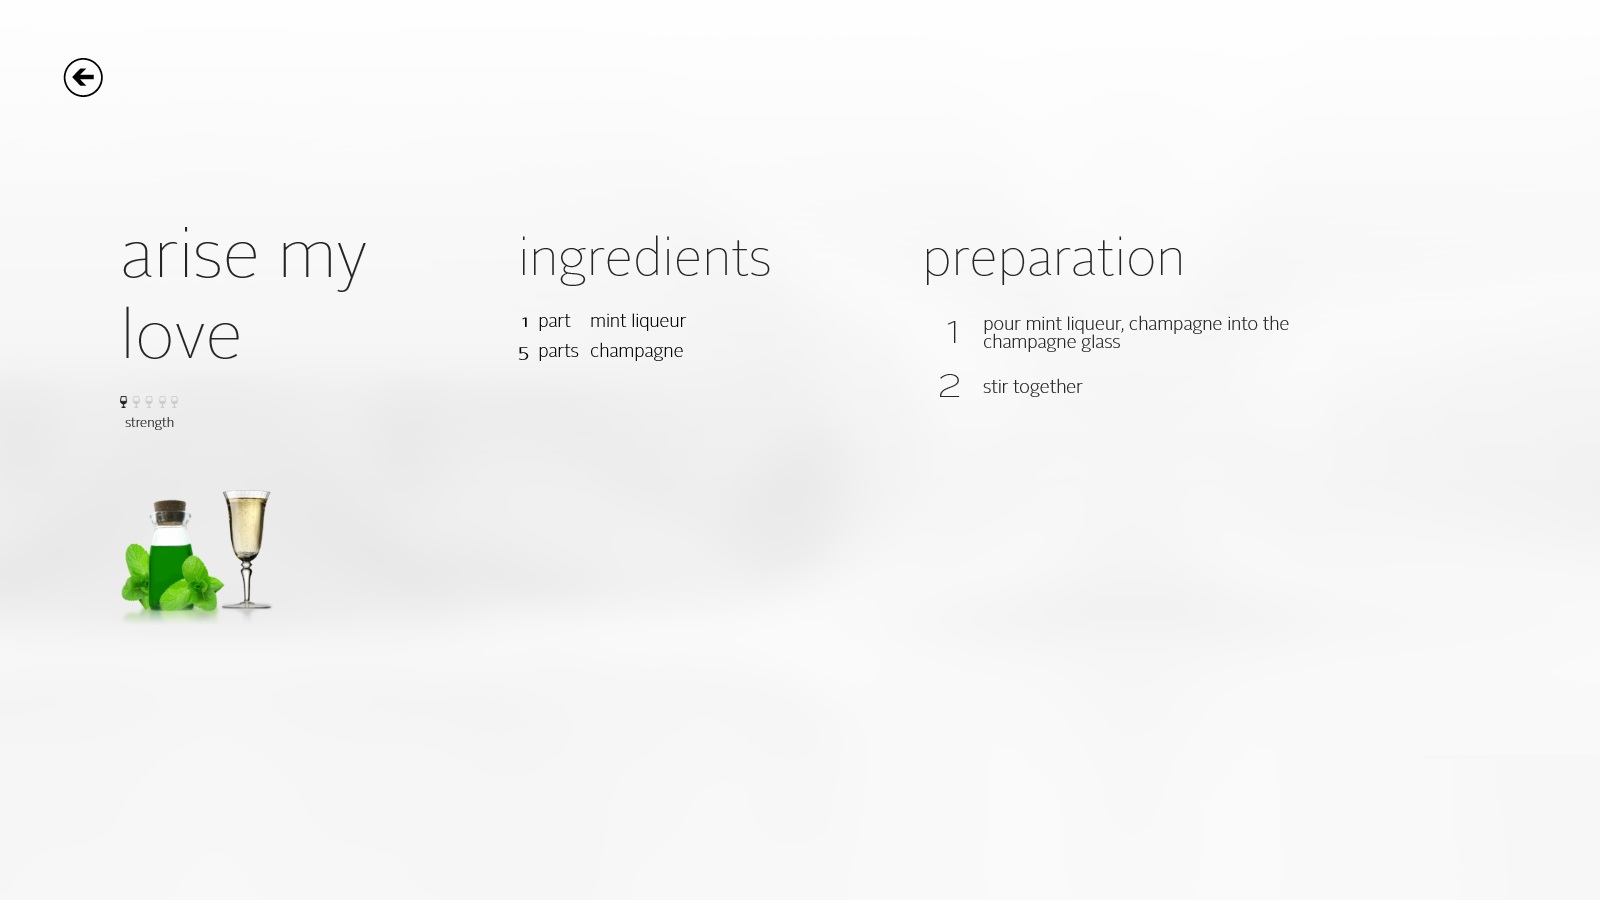 arise my
love
strength
ingredients
1 part mint liqueur
5 parts champagne
preparation
1 pour mint liqueur, champagne into the
champagne glass
2 stir together